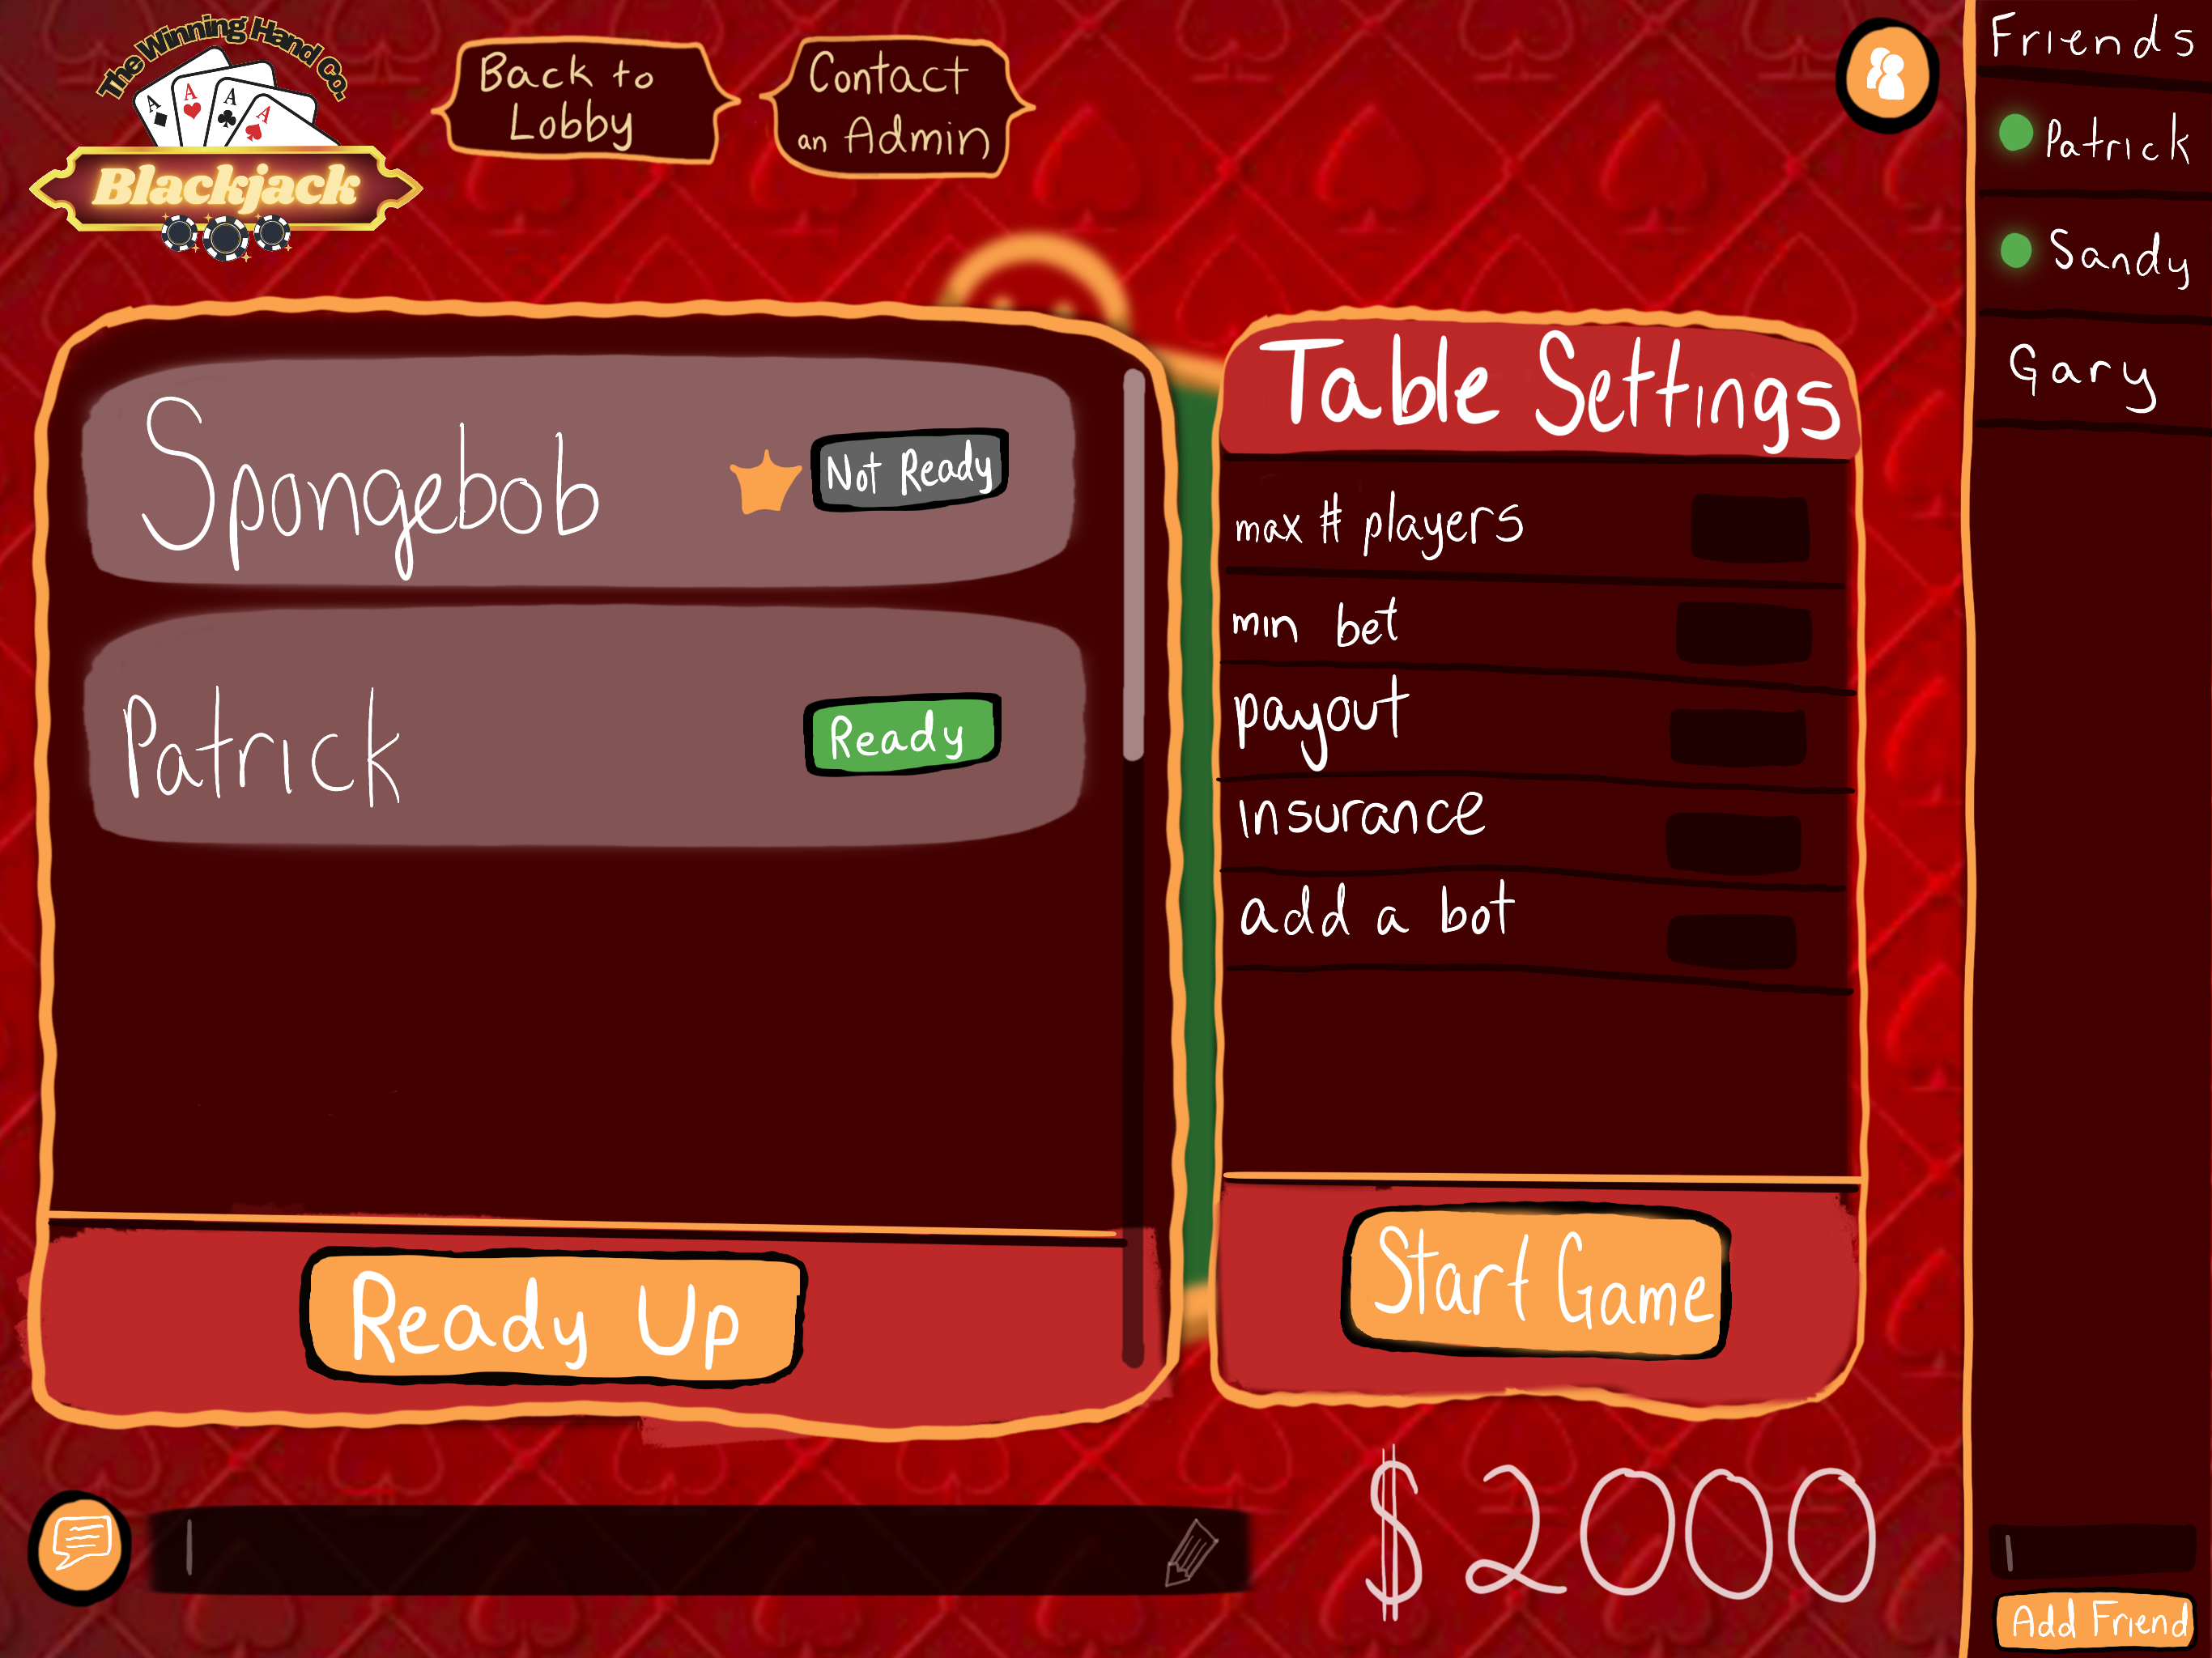 The Winning Hand Co.
A A A A
Blackjack
Back to
Lobby
Contact
an Admin
Friends
Patrick
Sandy
Gary
Spongebob
Not Ready
Patrick
Ready
Ready Up
Table Settings
max # players
min bet
payout
insurance
add a bot
Start Game
$ 2000
Add Friend